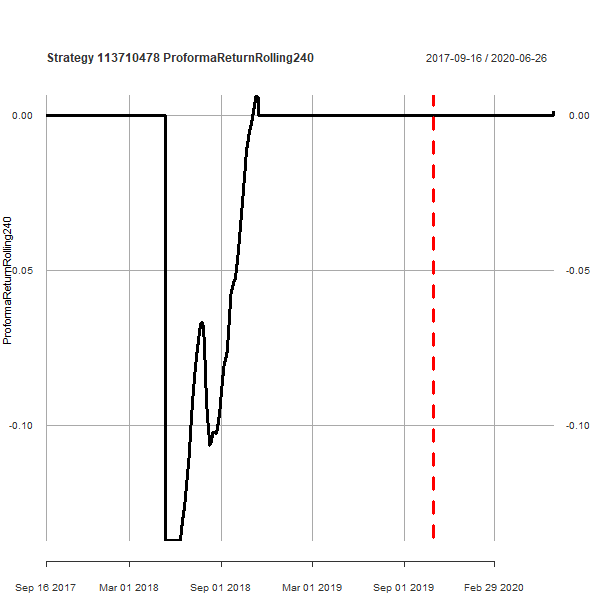 Strategy 113710478 ProformaReturnRolling240
2017-09-16 / 2020-06-26
0.00
0.00
ProformaReturnRolling240
-0.05
-0.05
-0.10
-0.10
Sep 16 2017
Mar 01 2018
Sep 01 2018
Mar 01 2019
Sep 01 2019
Feb 29 2020